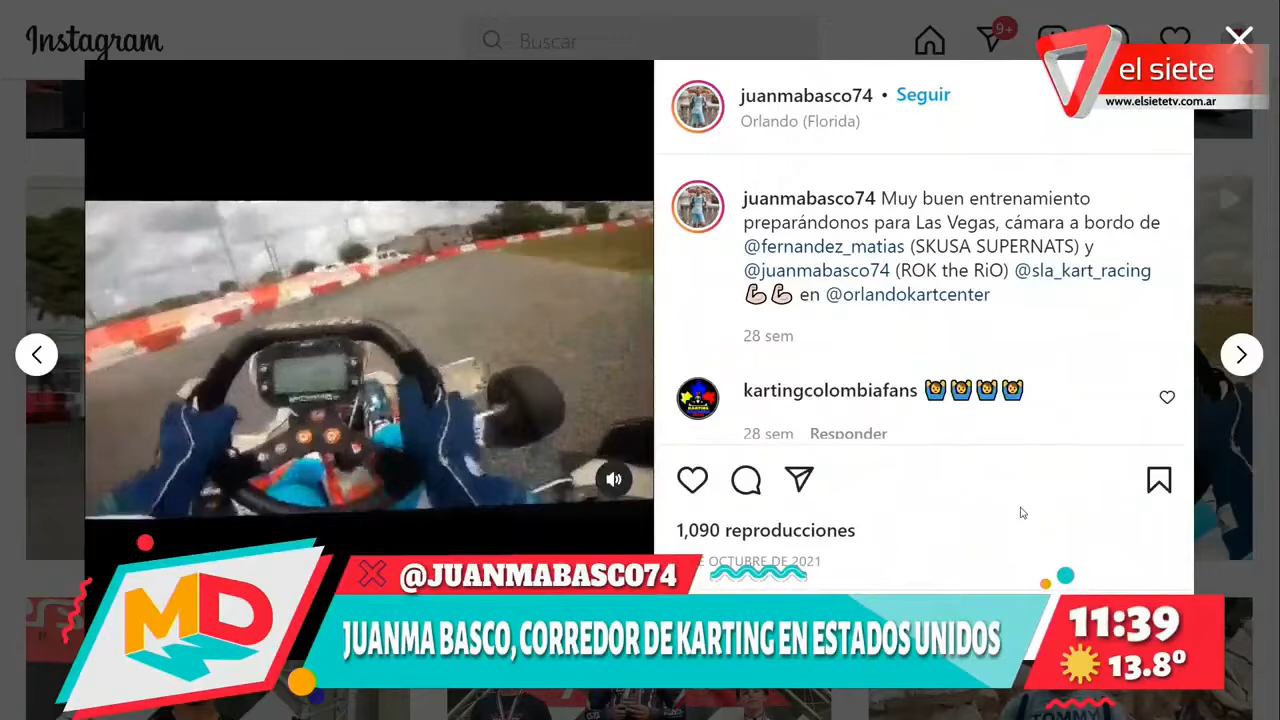 Instagram
Buscar
9+
el siete
www.elsietetv.com.ar
juanmabasco74 • Seguir
Orlando (Florida)
juanmabasco74 Muy buen entrenamiento
preparándonos para Las Vegas, cámara a bordo de
@fernandez_matias (SKUSA SUPERNATS) y
@juanmabasco74 (ROK the RiO) @sla_kart_racing
💪🏻💪🏻 en @orlandokartcenter
28 sem
kartingcolombiafans 🙆‍♂️🙆‍♂️🙆‍♂️🙆‍♂️
28 sem Responder
1,090 reproducciones
E OCTUBRE DE 2021
MD
@JUANMABASCO74
JUANMA BASCO, CORREDOR DE KARTING EN ESTADOS UNIDOS
11:39
13.8º
TOMMY